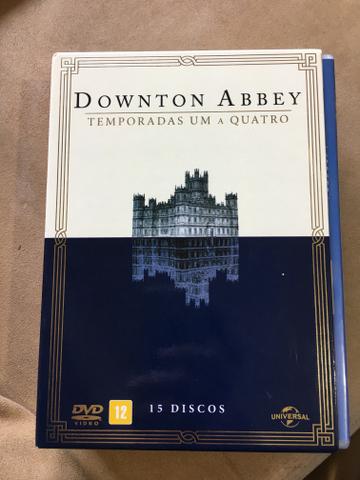 DOWNTON ABBEY
TEMPORADAS UM A QUATRO
DVD
VIDEO
12
15 DISCOS
UNIVERSAL